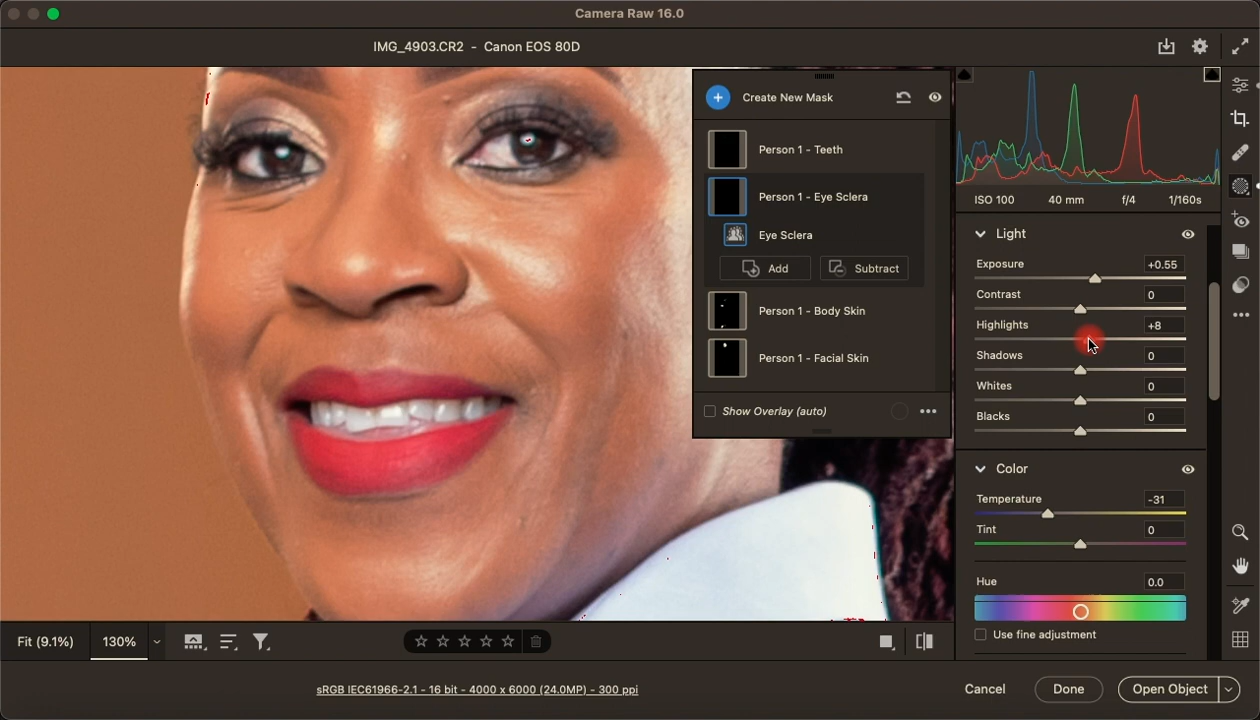 Camera Raw 16.0
IMG_4903.CR2 - Canon EOS 80D
Create New Mask
Person 1 - Teeth
Person 1 - Eye Sclera
Eye Sclera
Add Subtract
Person 1 - Body Skin
Person 1 - Facial Skin
Show Overlay (auto)
ISO 100 40 mm f/4 1/160s
Light
Exposure +0.55
Contrast 0
Highlights +8
Shadows 0
Whites 0
Blacks 0
Color
Temperature -31
Tint 0
Hue 0.0
Use fine adjustment
Fit (9.1%) 130%
sRGB IEC61966-2.1 - 16 bit - 4000 x 6000 (24.0MP) - 300 ppi
Cancel Done Open Object